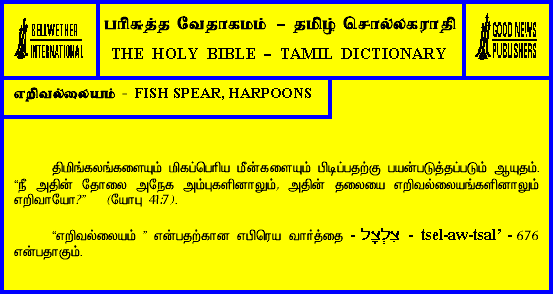 BELLWETHER
INTERNATIONAL
பரிசுத்த வேதாகமம் – தமிழ் சொல்லகராதி
THE HOLY BIBLE – TAMIL DICTIONARY
GOOD NEWS
PUBLISHERS
எறிவல்லையம் - FISH SPEAR, HARPOONS
திமிங்கலங்களையும் மிகப்பெரிய மீன்களையும் பிடிப்பதற்கு பயன்படுத்தப்படும் ஆயுதம்.
“நீ அதின் தோலை அநேக அம்புகளினாலும், அதின் தலையை எறிவல்லையங்களினாலும்
எறிவாயோ?” (யோபு 41:7).
“எறிவல்லையம் ” என்பதற்கான எபிரெய வார்த்தை - צִלְצָל - tsel-aw-tsal’ - 676
என்பதாகும்.